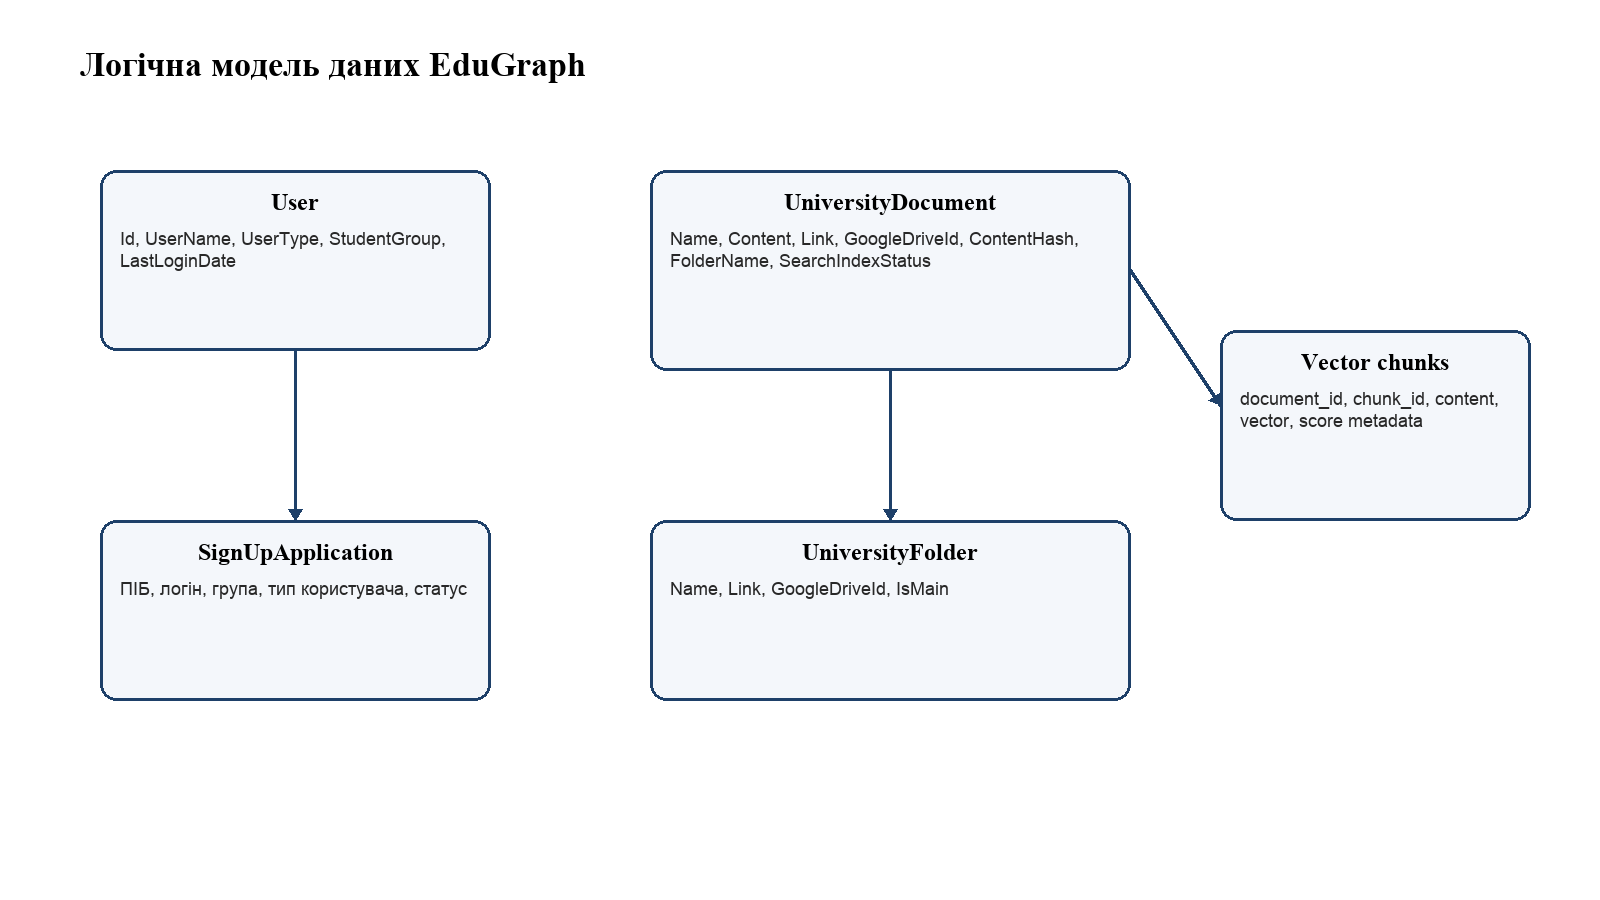 Логічна модель даних EduGraph
User
Id, UserName, UserType, StudentGroup,
LastLoginDate
UniversityDocument
Name, Content, Link, GoogleDriveId, ContentHash,
FolderName, SearchIndexStatus
Vector chunks
document_id, chunk_id, content,
vector, score metadata
SignUpApplication
ПІБ, логін, група, тип користувача, статус
UniversityFolder
Name, Link, GoogleDriveId, IsMain